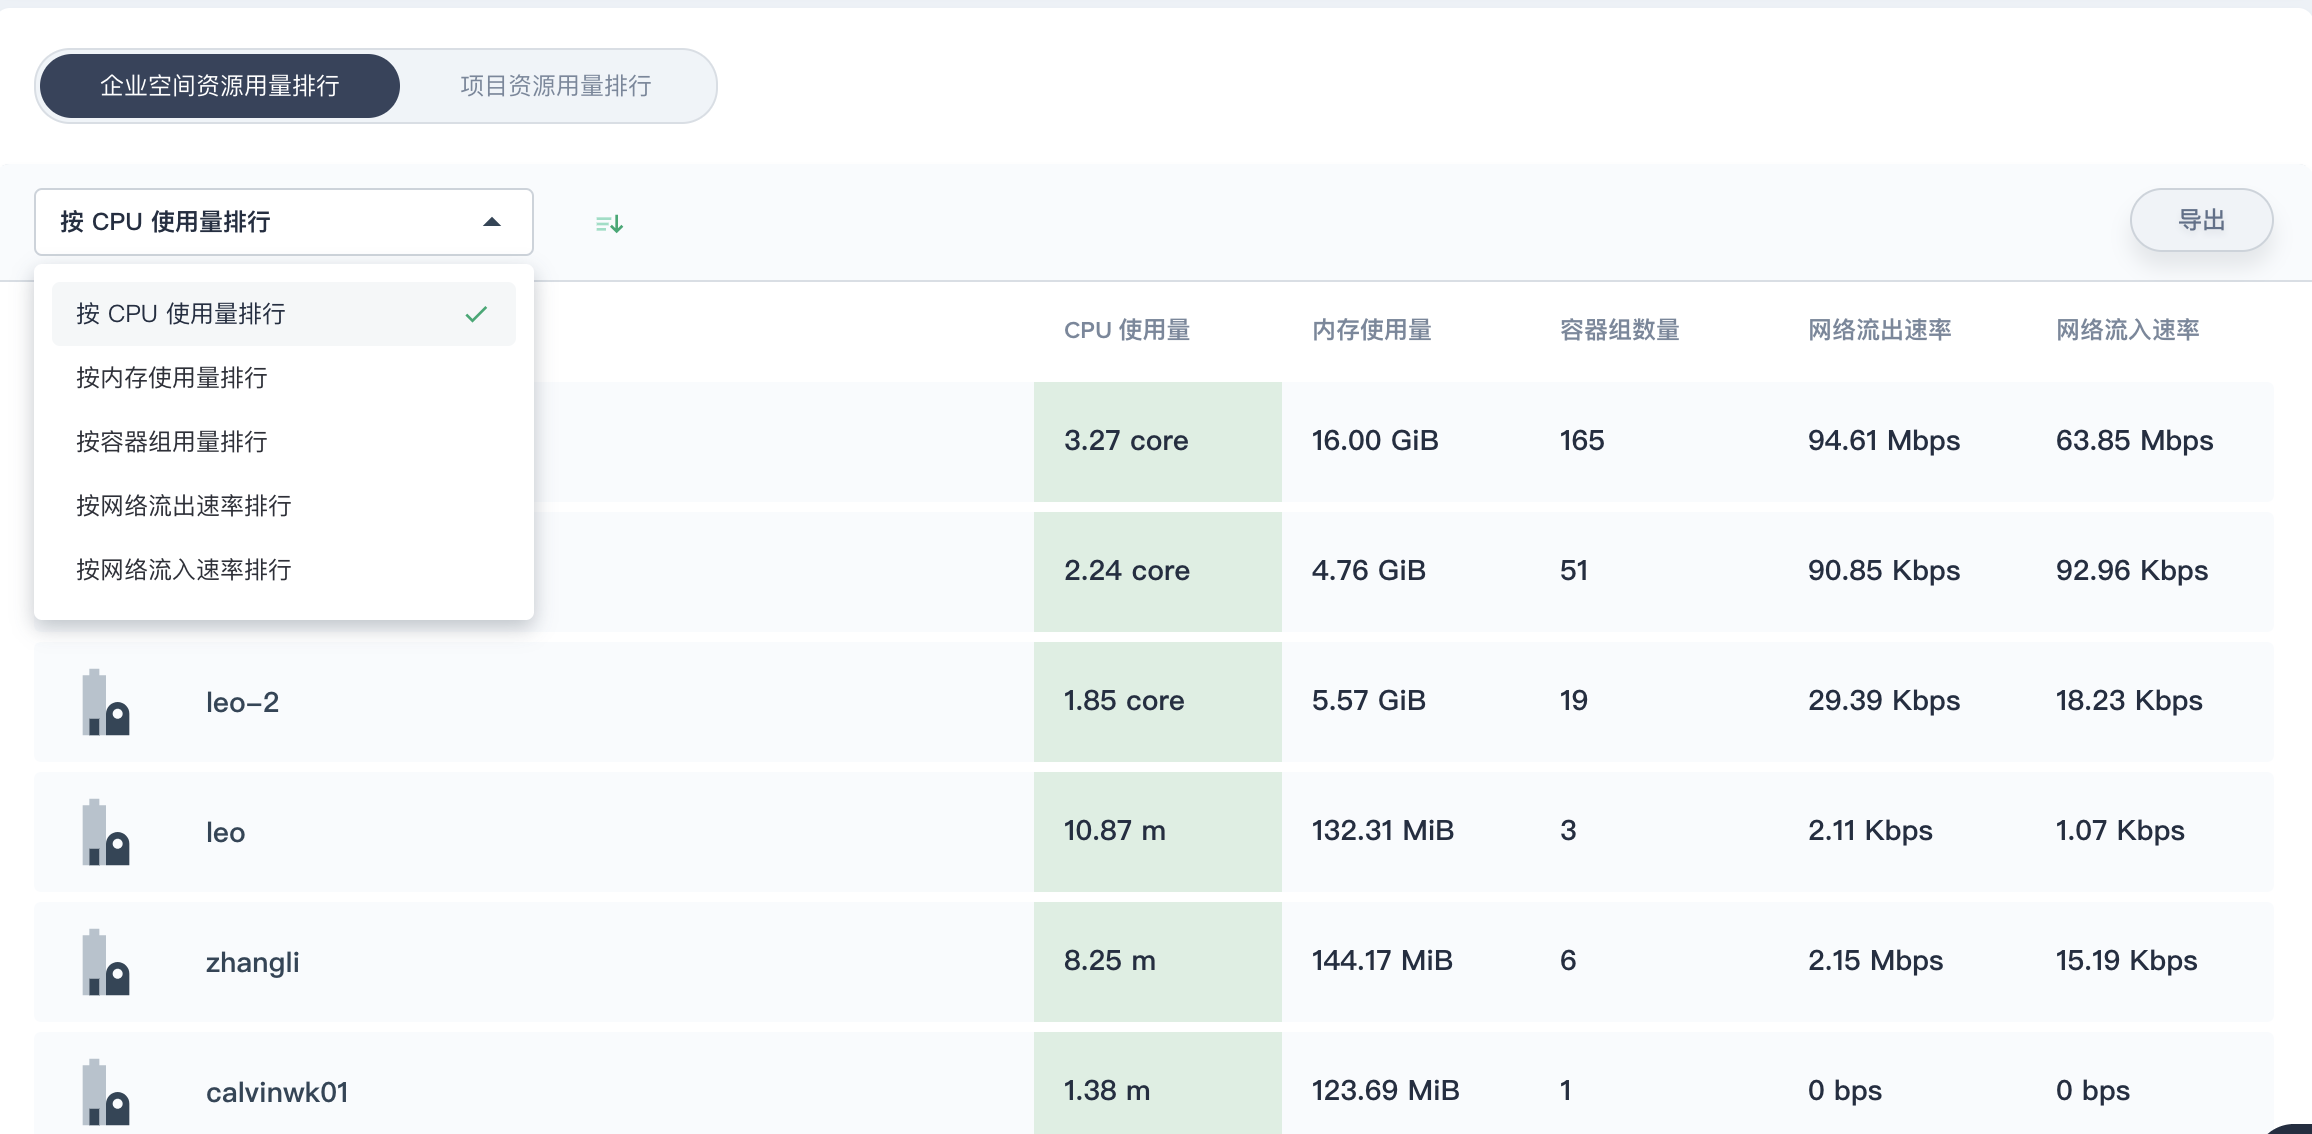 企业空间资源用量排行 项目资源用量排行
按 CPU 使用量排行 导出
按 CPU 使用量排行
按内存使用量排行
按容器组用量排行
按网络流出速率排行
按网络流入速率排行
CPU 使用量 内存使用量 容器组数量 网络流出速率 网络流入速率
3.27 core 16.00 GiB 165 94.61 Mbps 63.85 Mbps
2.24 core 4.76 GiB 51 90.85 Kbps 92.96 Kbps
leo-2 1.85 core 5.57 GiB 19 29.39 Kbps 18.23 Kbps
leo 10.87 m 132.31 MiB 3 2.11 Kbps 1.07 Kbps
zhangli 8.25 m 144.17 MiB 6 2.15 Mbps 15.19 Kbps
calvinwk01 1.38 m 123.69 MiB 1 0 bps 0 bps